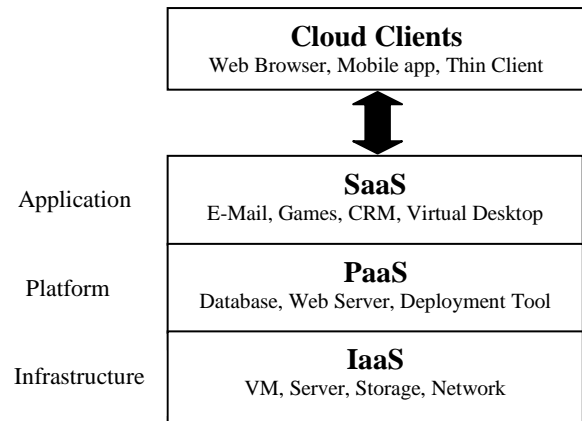 Cloud Clients
Web Browser, Mobile app, Thin Client
SaaS
Application
E-Mail, Games, CRM, Virtual Desktop
PaaS
Platform
Database, Web Server, Deployment Tool
IaaS
Infrastructure
VM, Server, Storage, Network